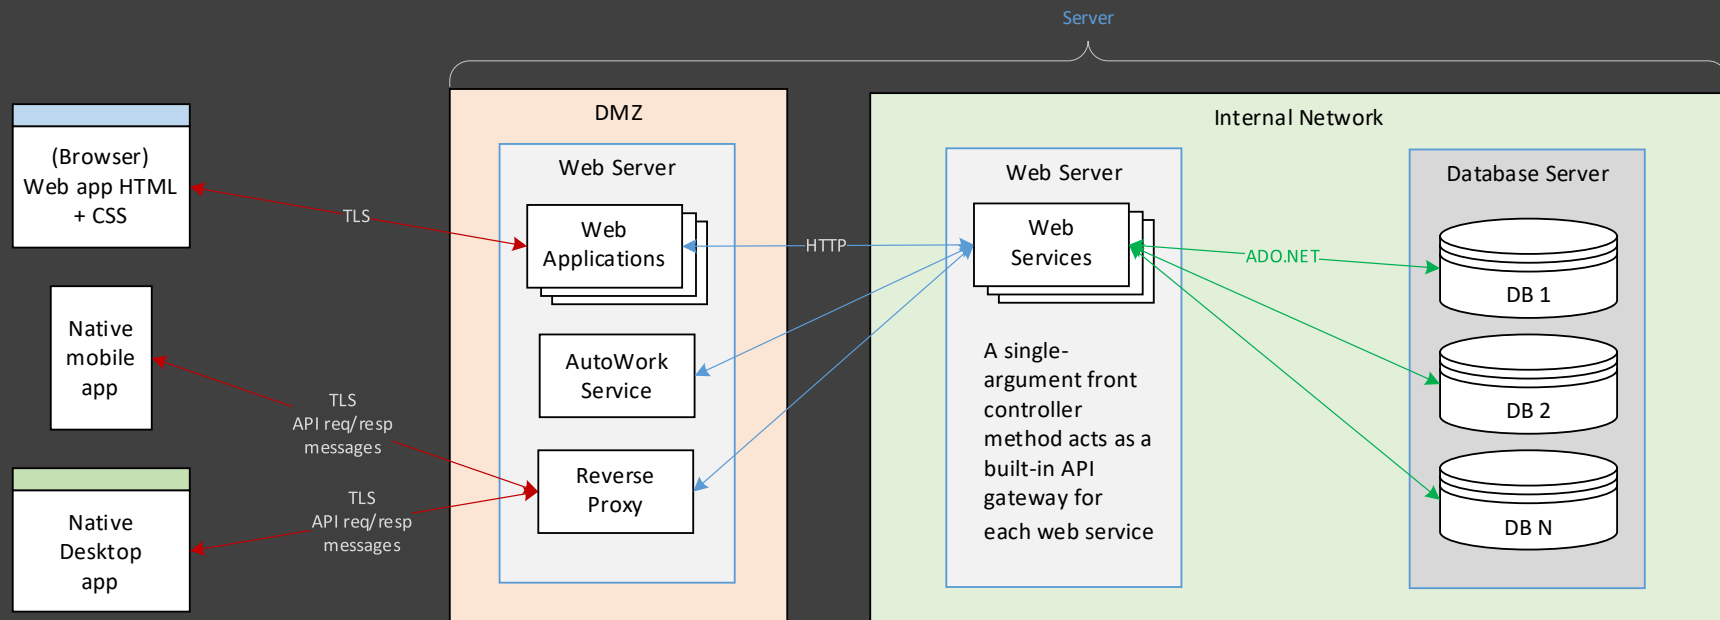 Server
(Browser)
Web app HTML
+ CSS
TLS
Native
mobile
app
TLS
API req/resp
messages
Native
Desktop
app
TLS
API req/resp
messages
DMZ
Web Server
Web
Applications
AutoWork
Service
Reverse
Proxy
HTTP
Internal Network
Web Server
Web
Services
A single-
argument front
controller
method acts as a
built-in API
gateway for
each web service
ADO.NET
Database Server
DB 1
DB 2
DB N